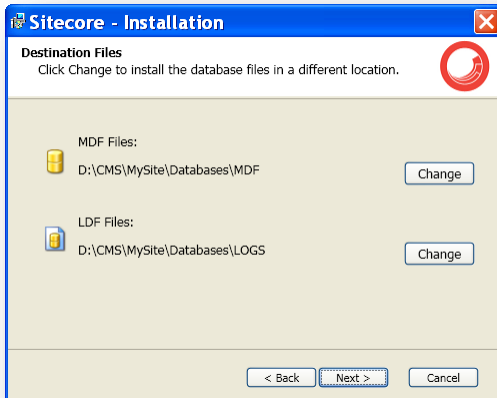 Sitecore - Installation
Destination Files
Click Change to install the database files in a different location.
MDF Files:
D:\CMS\MySite\Databases\MDF
Change
LDF Files:
D:\CMS\MySite\Databases\LOGS
Change
< Back
Next >
Cancel